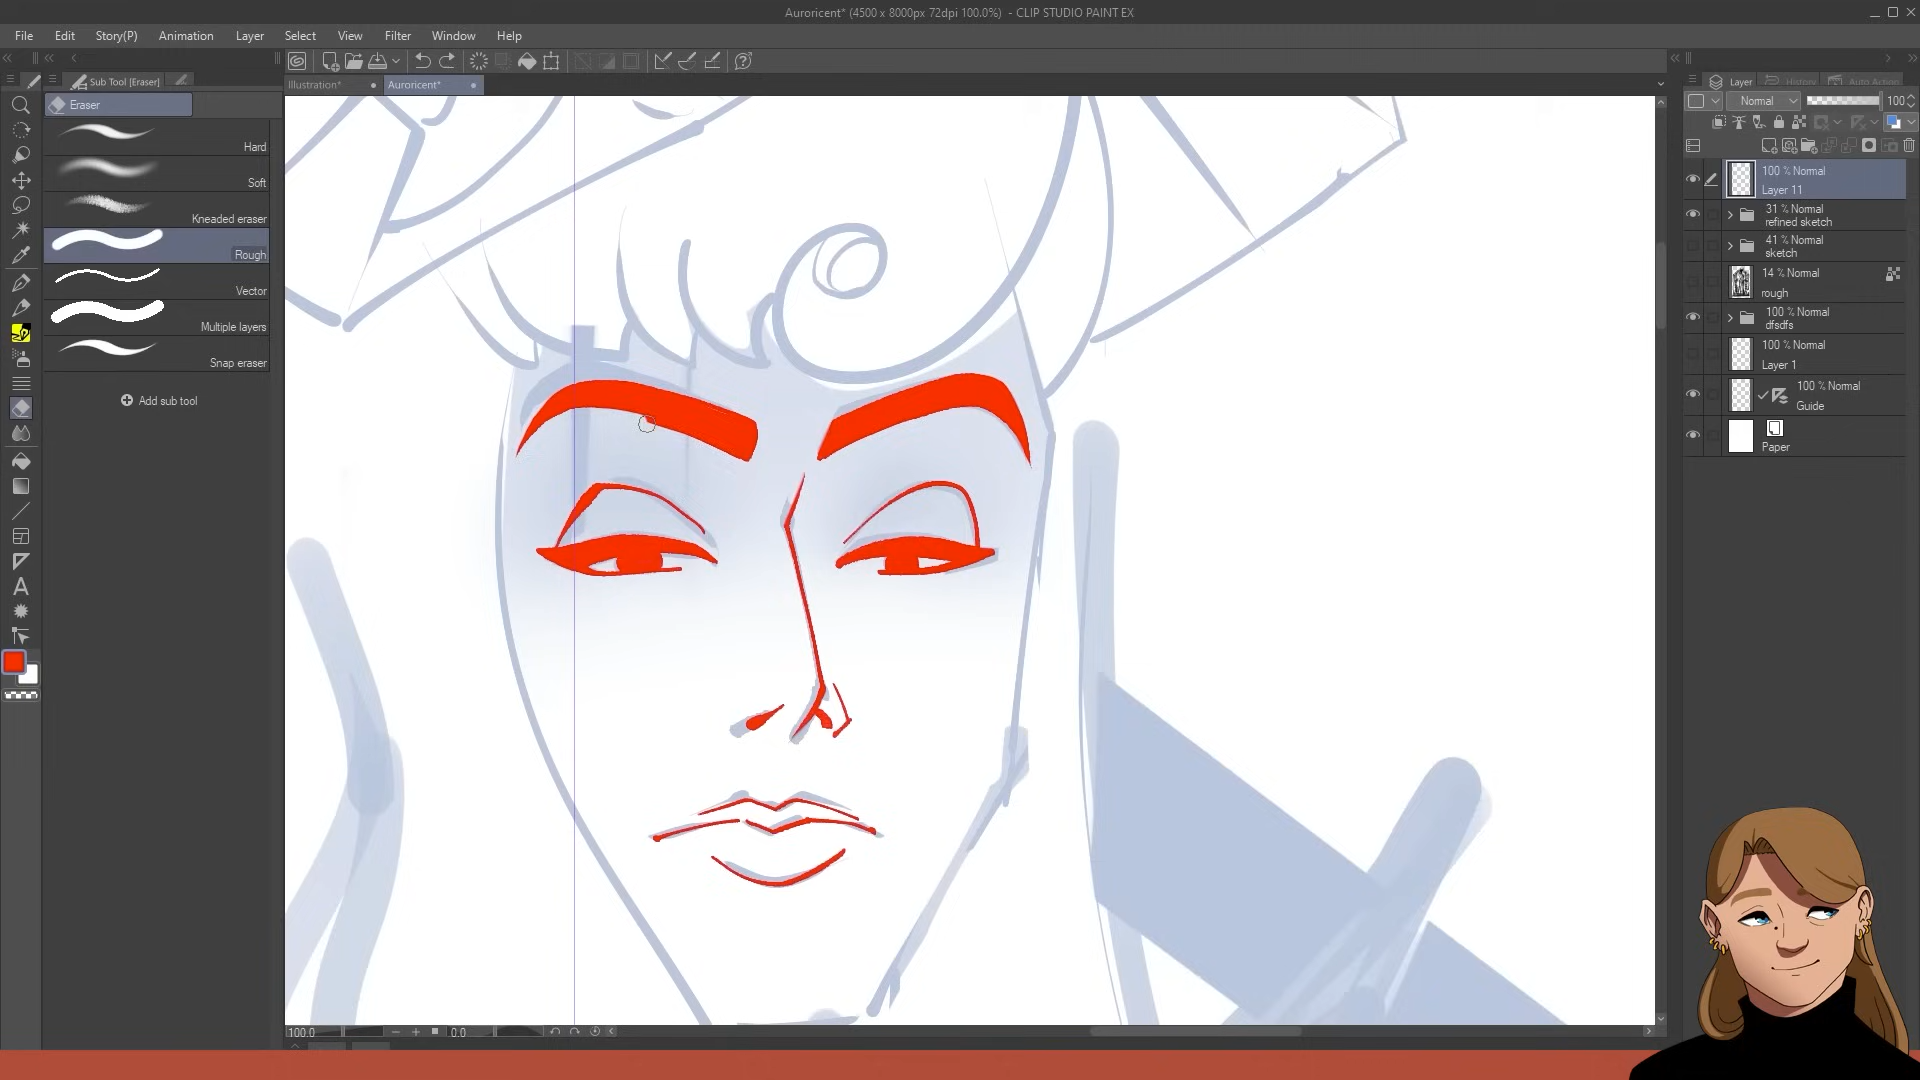 Auroricent* (4500 x 8000px 72dpi 100.0%) - CLIP STUDIO PAINT EX
File Edit Story(P) Animation Layer Select View Filter Window Help
Sub Tool [Eraser]
Illustration* Auroricent*
Layer History Auto Action
Eraser
Normal 100
Hard
Soft
Kneaded eraser
Rough
Vector
Multiple layers
Snap eraser
Add sub tool
100 % Normal
Layer 11
31 % Normal
refined sketch
41 % Normal
sketch
14 % Normal
rough
100 % Normal
dfsdfs
100 % Normal
Layer 1
100 % Normal
Guide
Paper
A
100.0 0.0